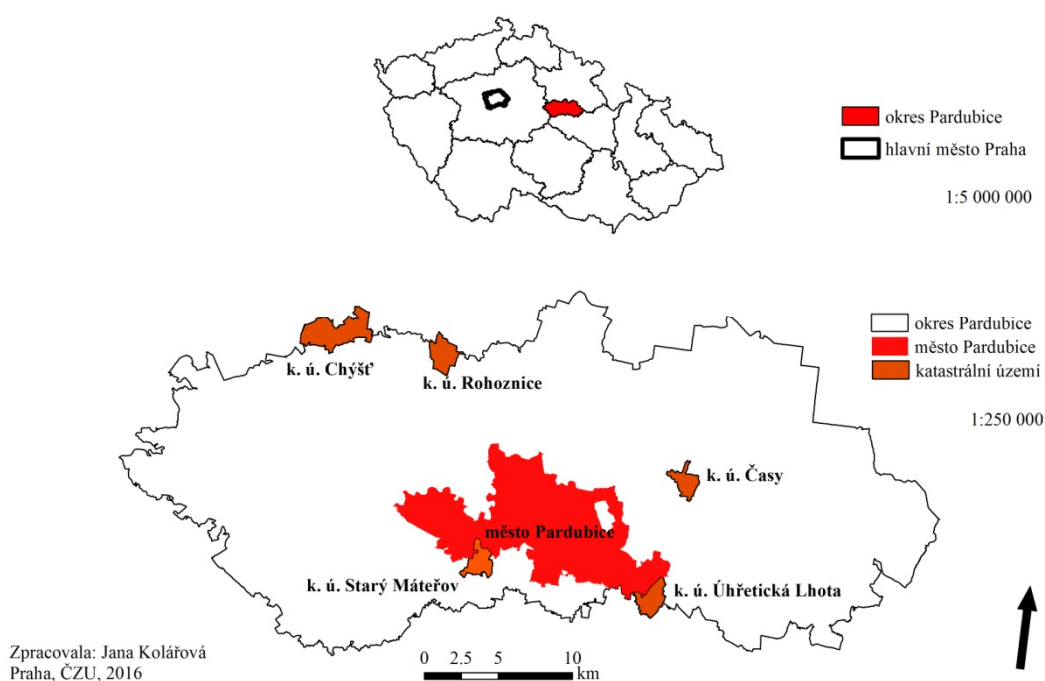 okres Pardubice
hlavní město Praha
1:5 000 000
okres Pardubice
město Pardubice
katastrální území
1:250 000
k. ú. Chýšť
k. ú. Rohoznice
k. ú. Časy
město Pardubice
k. ú. Starý Máteřov
k. ú. Úhřetická Lhota
Zpracovala: Jana Kolářová
Praha, ČZU, 2016
0 2.5 5 10
km